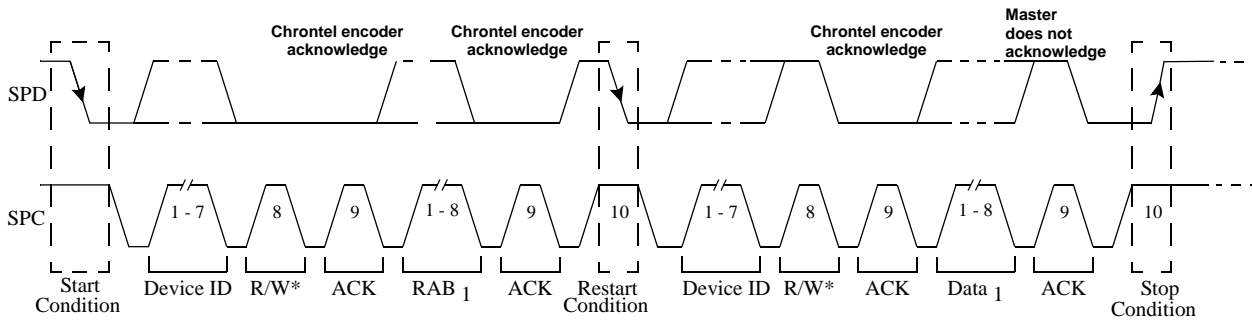 Chrontel encoder
acknowledge
Chrontel encoder
acknowledge
Chrontel encoder
acknowledge
Master
does not
acknowledge
SPD
SPC
1 - 7
8
9
1 - 8
9
10
1 - 7
8
9
1 - 8
9
10
Start
Condition
Device ID
R/W*
ACK
RAB 1
ACK
Restart
Condition
Device ID
R/W*
ACK
Data 1
ACK
Stop
Condition